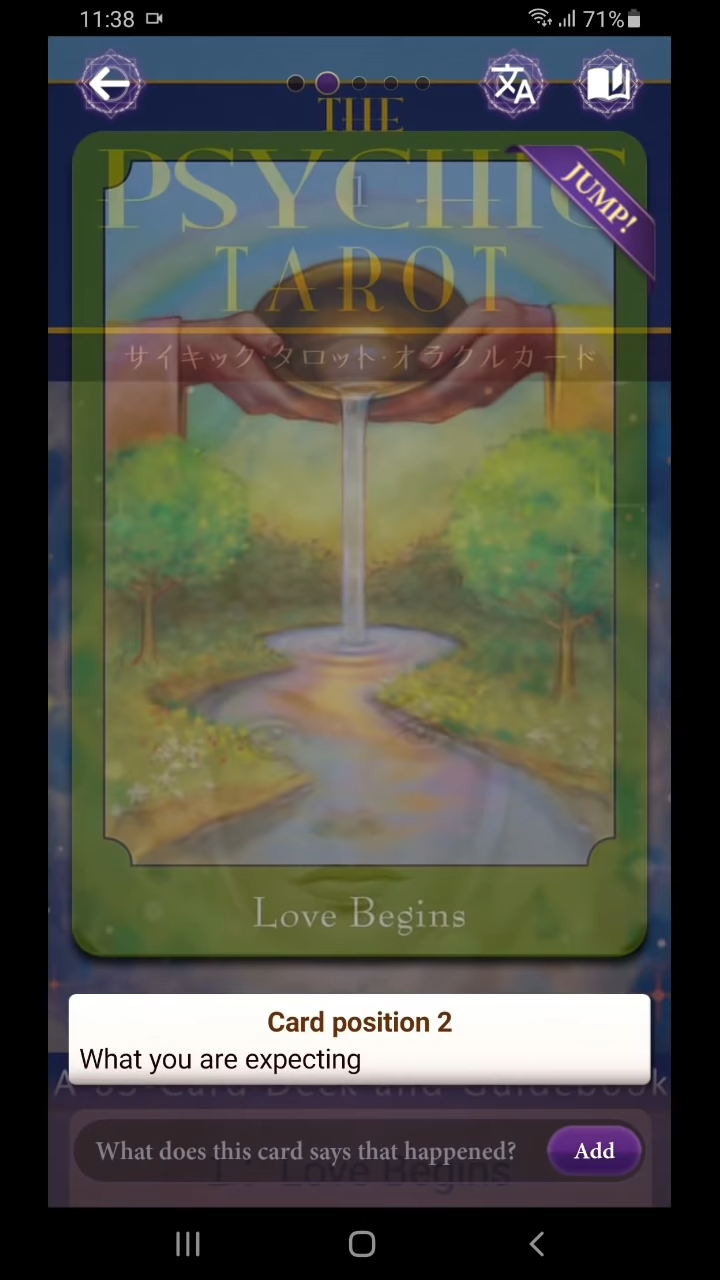 11:38 71%
THE
PSYCHIC
1
JUMP!
TAROT
サイキック・タロット・オラクルカード
Love Begins
Card position 2
What you are expecting
A 65 Card Deck and Guidebook
What does this card says that happened? Add
1 : Love Begins